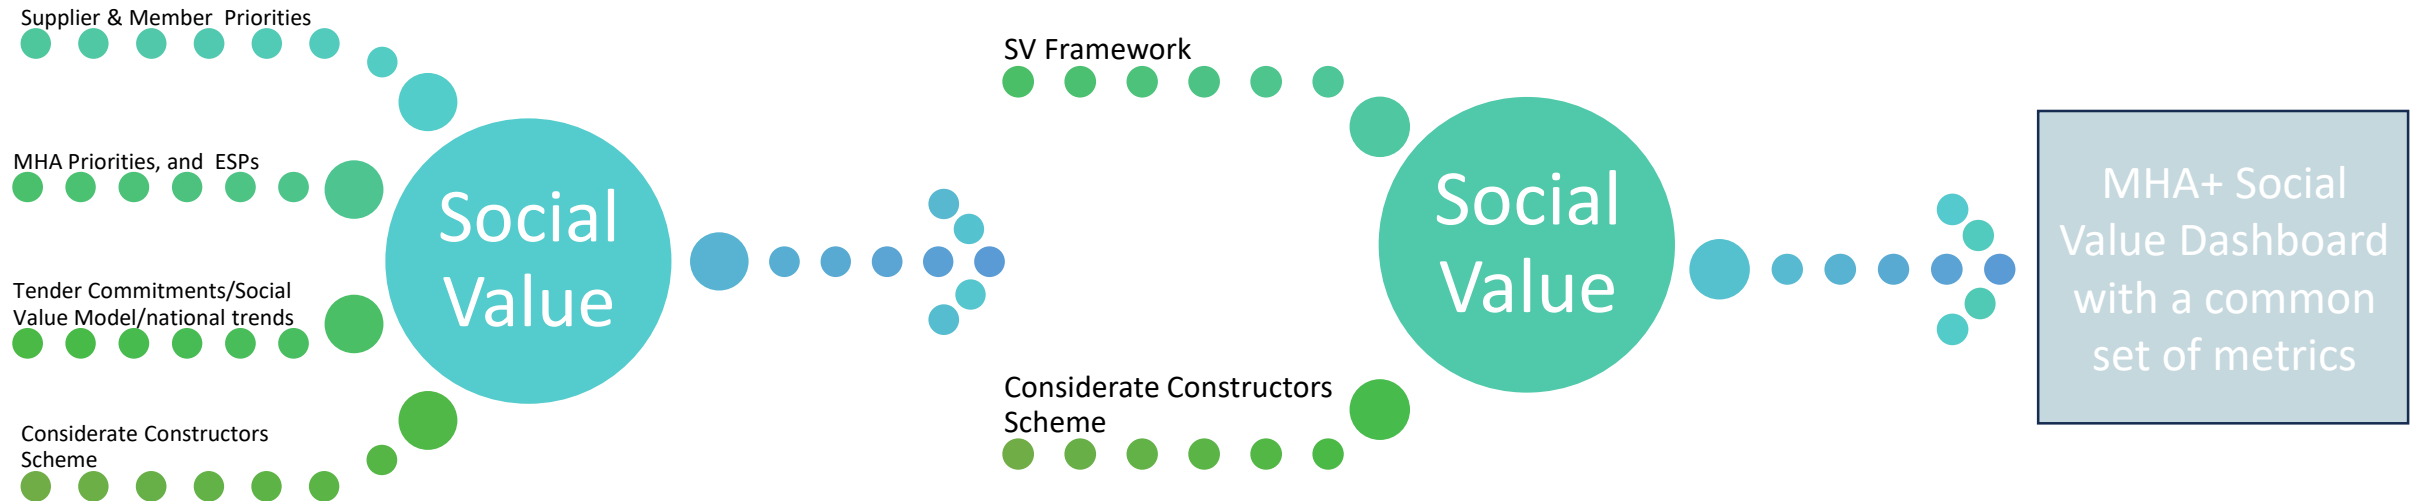 Supplier & Member Priorities
MHA Priorities, and ESPs
Tender Commitments/Social
Value Model/national trends
Considerate Constructors
Scheme
Social
Value
SV Framework
Considerate Constructors
Scheme
Social
Value
MHA+ Social
Value Dashboard
with a common
set of metrics